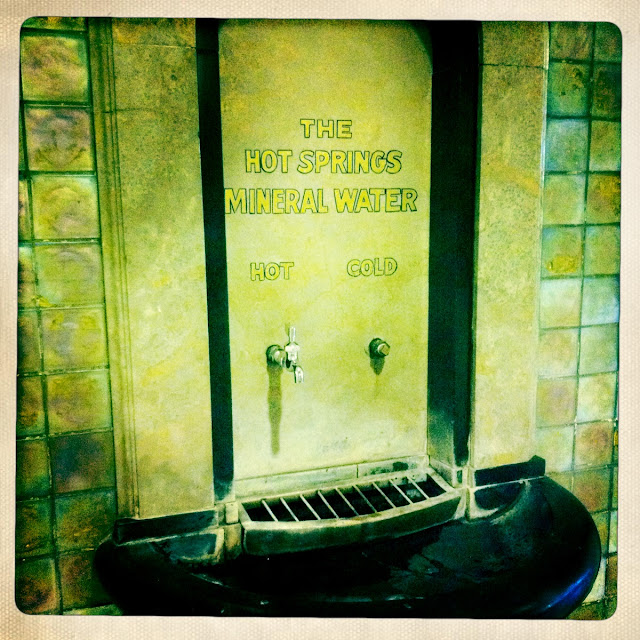 THE
HOT SPRINGS
MINERAL WATER
HOT COLD